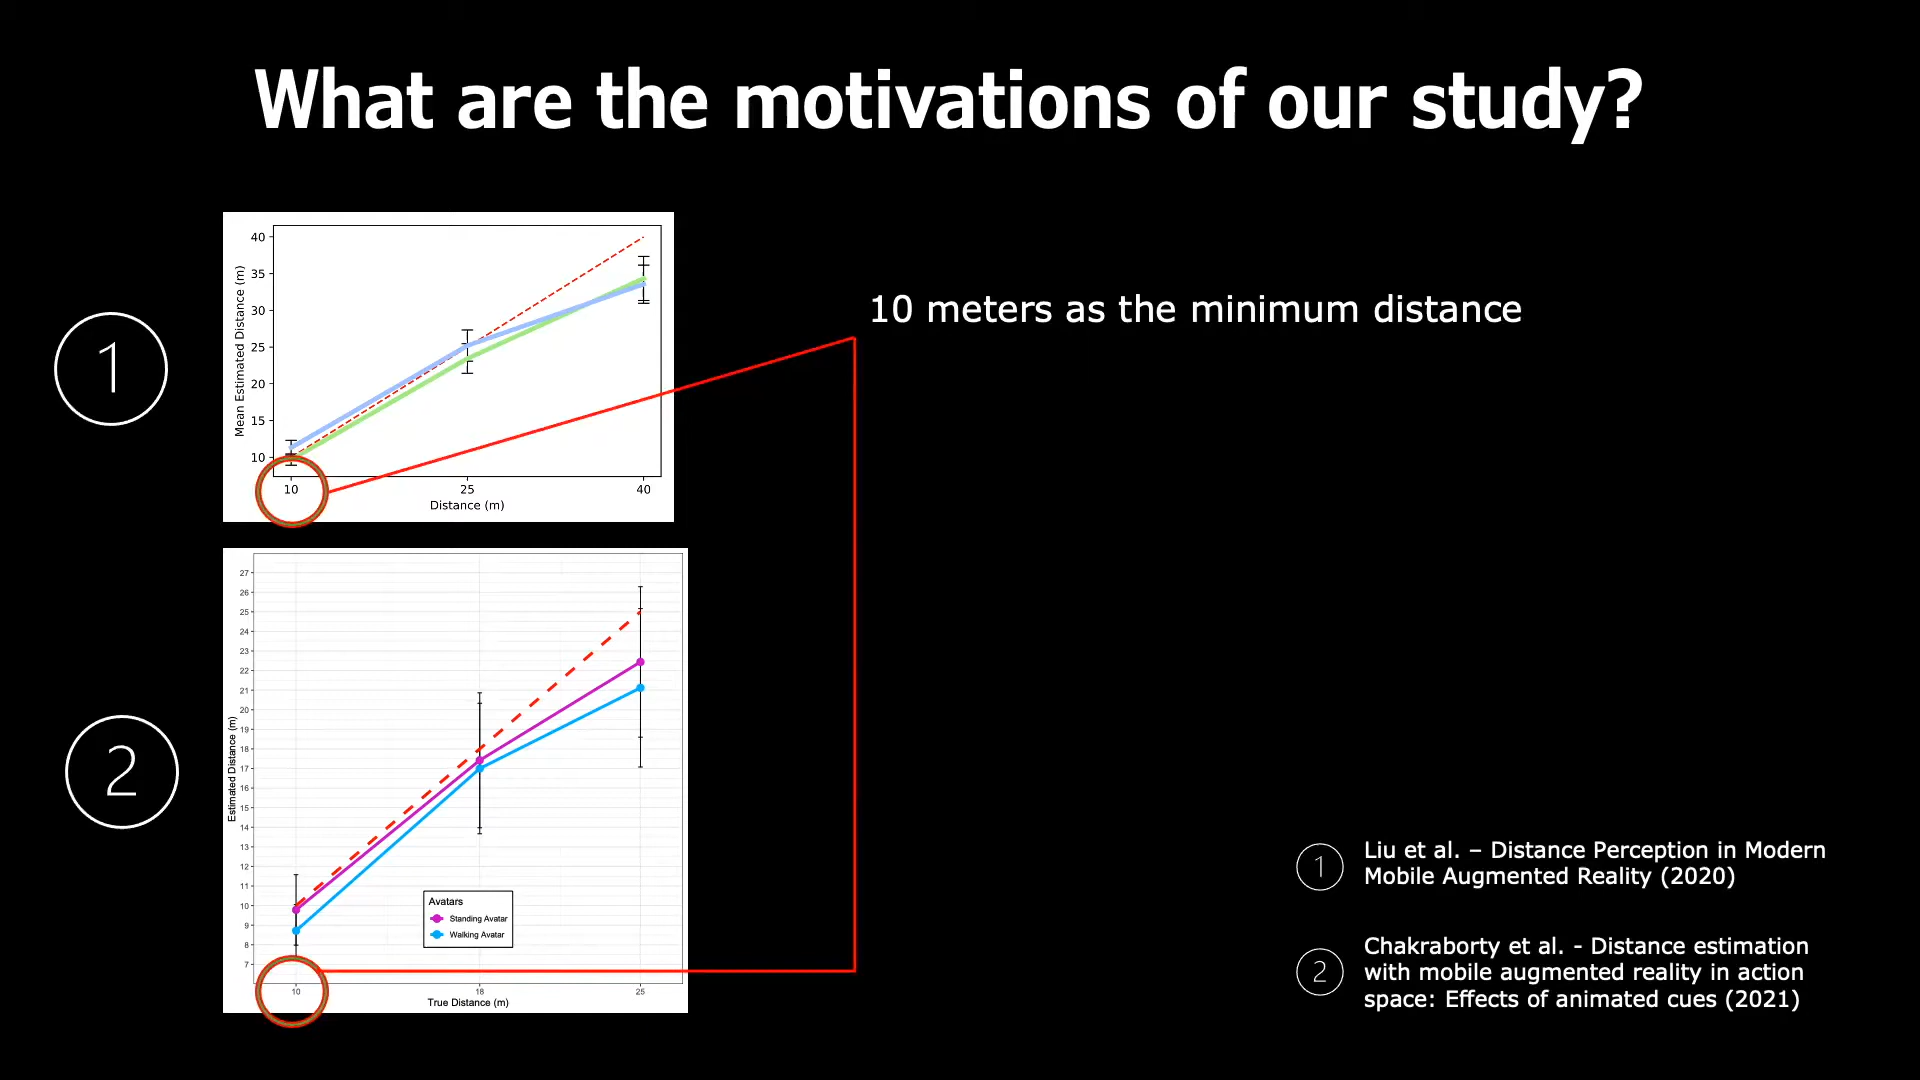 What are the motivations of our study?
1
40
35
30
25
20
15
10
Mean Estimated Distance (m)
10 25 40
Distance (m)
10 meters as the minimum distance
2
27
26
25
24
23
22
21
20
19
18
17
16
15
14
13
12
11
10
9
8
7
Estimated Distance (m)
Avatars
Standing Avatar
Walking Avatar
10 18 25
True Distance (m)
1
Liu et al. – Distance Perception in Modern
Mobile Augmented Reality (2020)
2
Chakraborty et al. - Distance estimation
with mobile augmented reality in action
space: Effects of animated cues (2021)